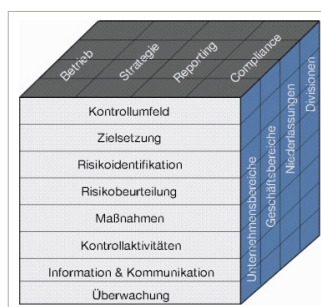 Betrieb
Strategie
Reporting
Compliance
Kontrollumfeld
Zielsetzung
Risikoidentifikation
Risikobeurteilung
Maßnahmen
Kontrollaktivitäten
Information & Kommunikation
Überwachung
Unternehmensbereiche
Geschäftsbereiche
Niederlassungen
Divisionen